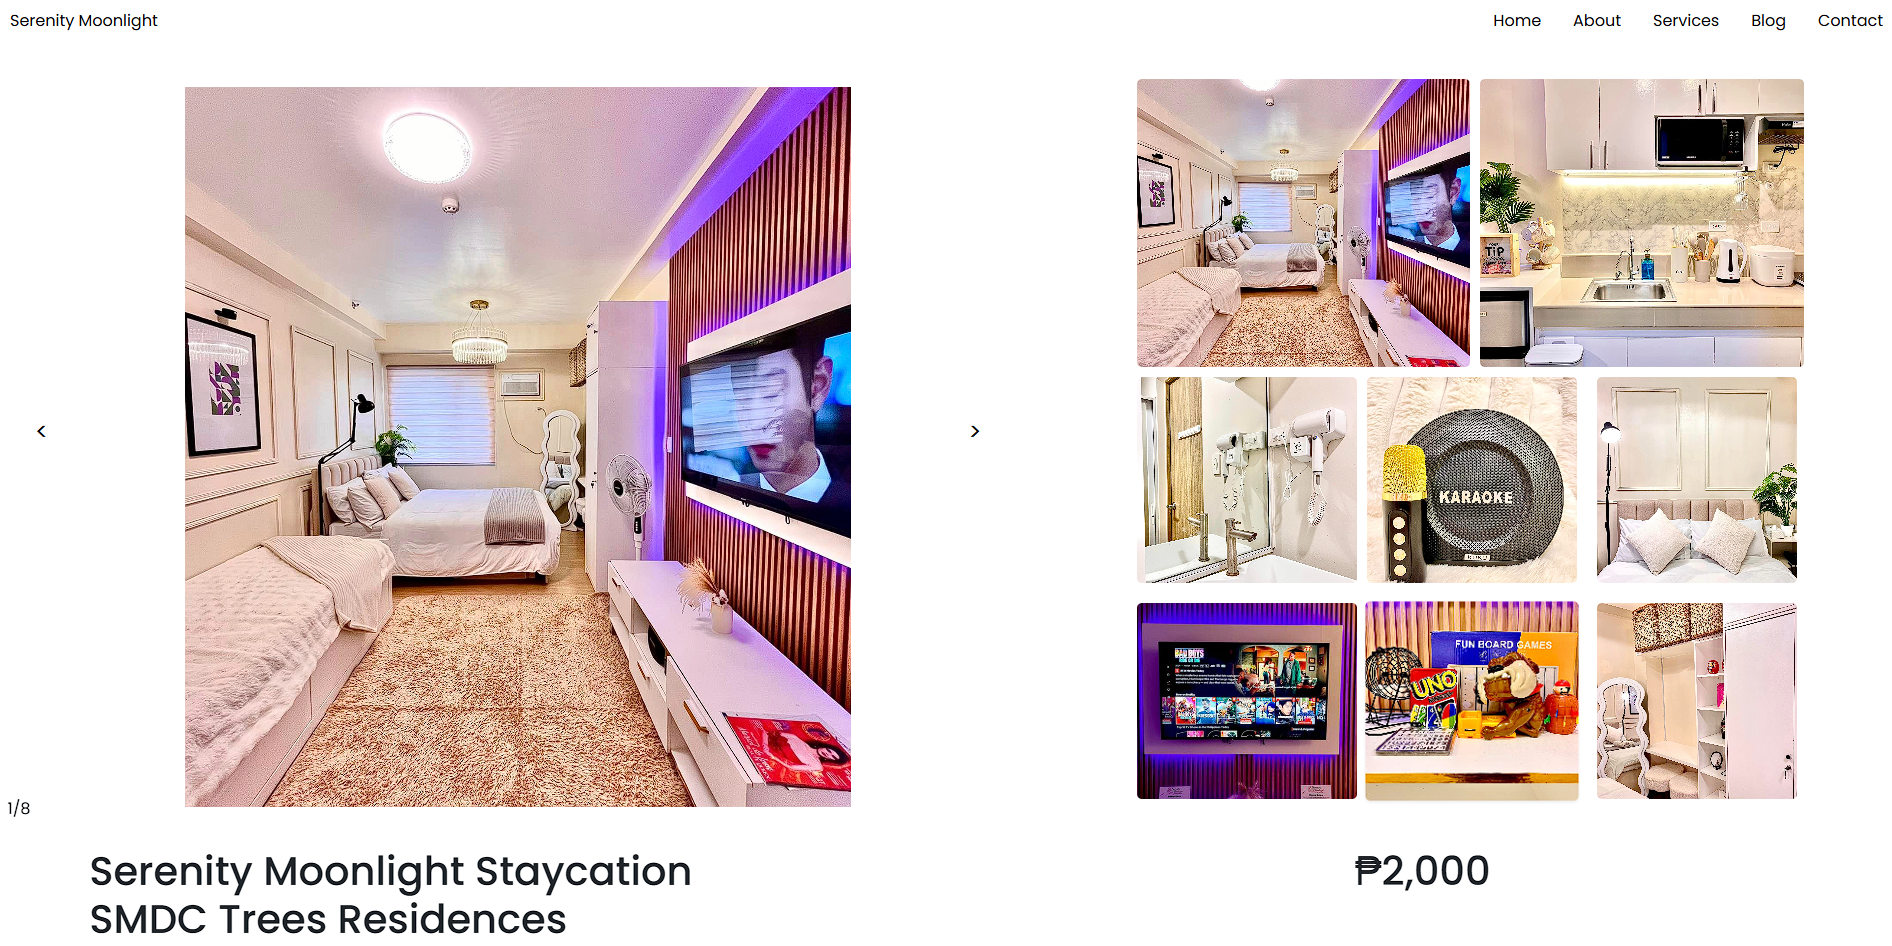 Serenity Moonlight
Home
About
Services
Blog
Contact
<
>
1/8
TiP
KARAOKE
FUN BOARD GAMES
UNO
Serenity Moonlight Staycation
SMDC Trees Residences
₱2,000